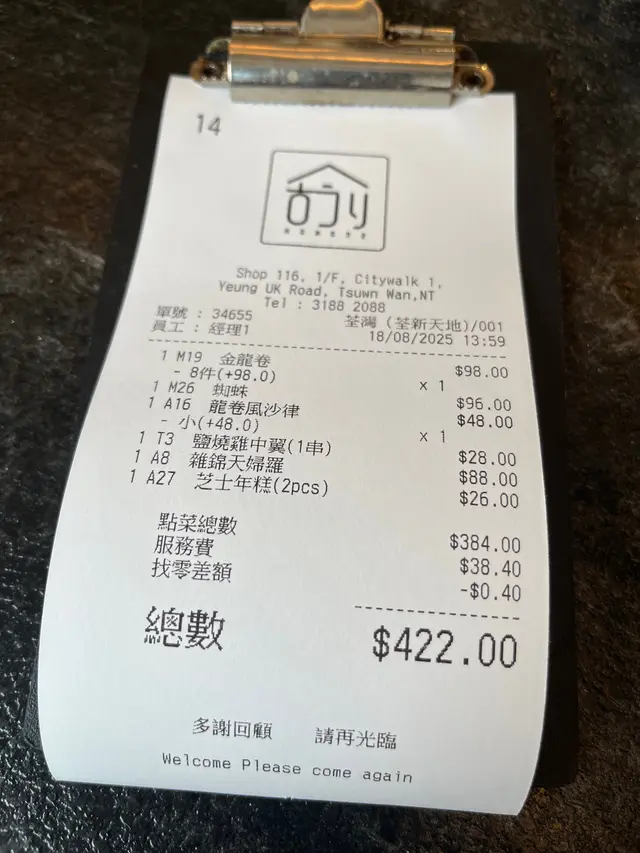 14
Shop 116, 1/F, Citywalk 1,
Yeung UK Road, Tsuwn Wan,NT
Tel : 3188 2088
單號 : 34655 荃灣 (荃新天地)/001
員工 : 經理1 18/08/2025 13:59
1 M19 金龍卷 $98.00
- 8件(+98.0) x 1
1 M26 蜘蛛 $96.00
1 A16 龍卷風沙律 $48.00
- 小(+48.0) x 1
1 T3 鹽燒雞中翼(1串) $28.00
1 A8 雜錦天婦羅 $88.00
1 A27 芝士年糕(2pcs) $26.00
點菜總數 $384.00
服務費 $38.40
找零差額 -$0.40
總數 $422.00
多謝回顧 請再光臨
Welcome Please come again